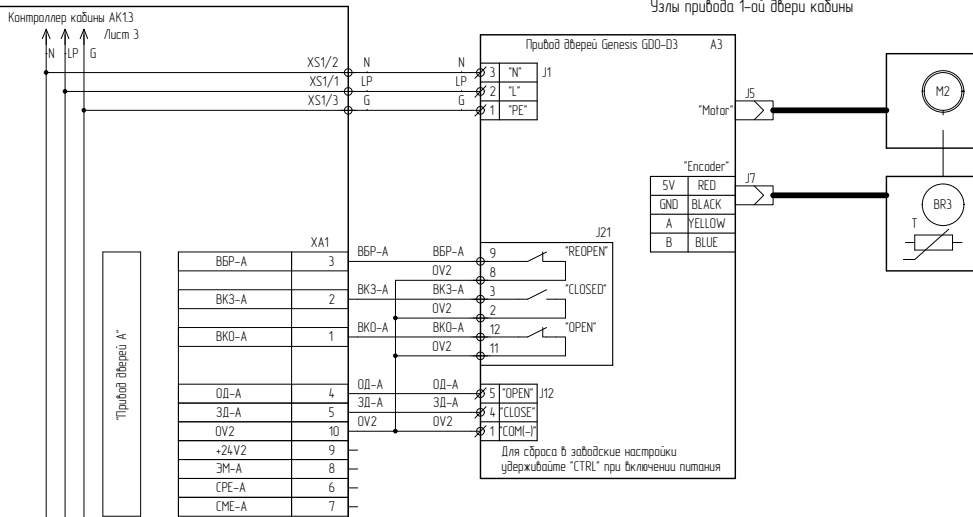 Узлы привода 1-ой двери кабины
Контроллер кабины АК1.3
Лист 3
N LP G
Привод дверей Genesis GDO-D3 А3
XS1/2 N N 3 "N" J1
XS1/1 LP LP 2 "L"
XS1/3 G G 1 "PE"
"Motor" J5
M2
"Encoder" J7
5V RED
GND BLACK
A YELLOW
B BLUE
BR3
T
J21
"Привод дверей А"
XA1
ВБР-А 3 ВБР-А ВБР-А 9 "REOPEN"
0V2 8
ВКЗ-А 2 ВКЗ-А ВКЗ-А 3 "CLOSED"
0V2 2
ВКО-А 1 ВКО-А ВКО-А 12 "OPEN"
0V2 11
ОД-А 4 ОД-А ОД-А 5 "OPEN" J12
ЗД-А 5 ЗД-А ЗД-А 4 "CLOSE"
0V2 10 0V2 0V2 1 "COM(-)"
+24V2 9
ЭМ-А 8
СРЕ-А 6
СМЕ-А 7
Для сброса в заводские настройки
удерживайте "CTRL" при включении питания